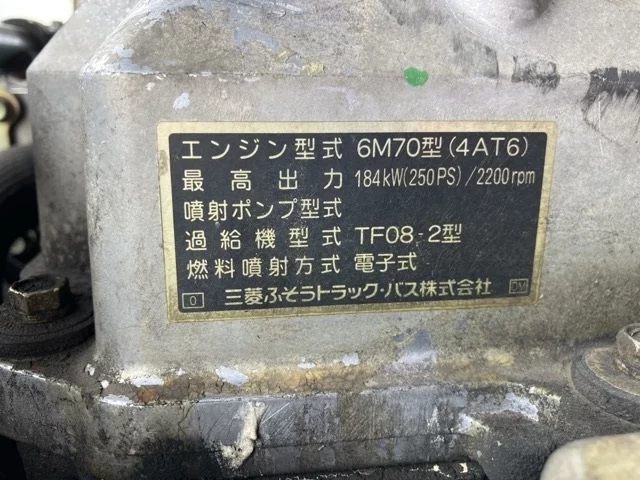 エンジン型式 6M70型(4AT6)
最高出力 184kW(250PS)/2200rpm
噴射ポンプ型式
過給機型式 TF08-2型
燃料噴射方式 電子式
0 三菱ふそうトラック・バス株式会社 DM